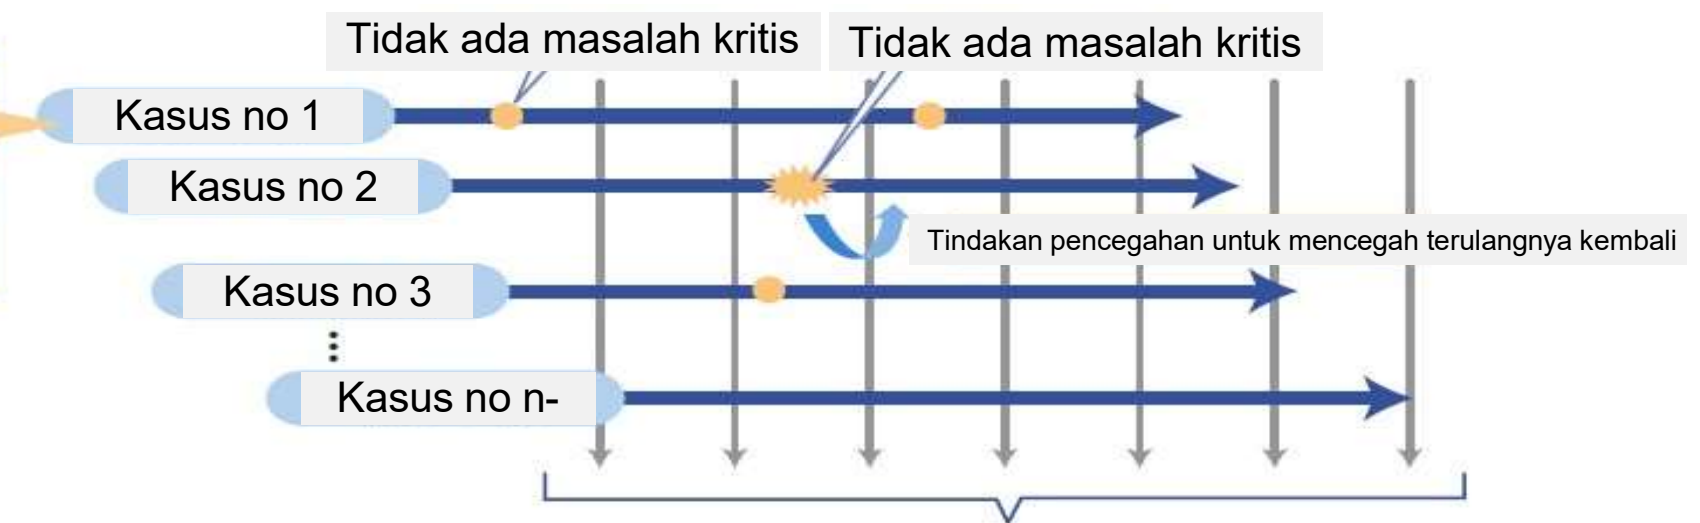 Tidak ada masalah kritis
Tidak ada masalah kritis
Kasus no 1
Kasus no 2
Tindakan pencegahan untuk mencegah terulangnya kembali
Kasus no 3
Kasus no n-